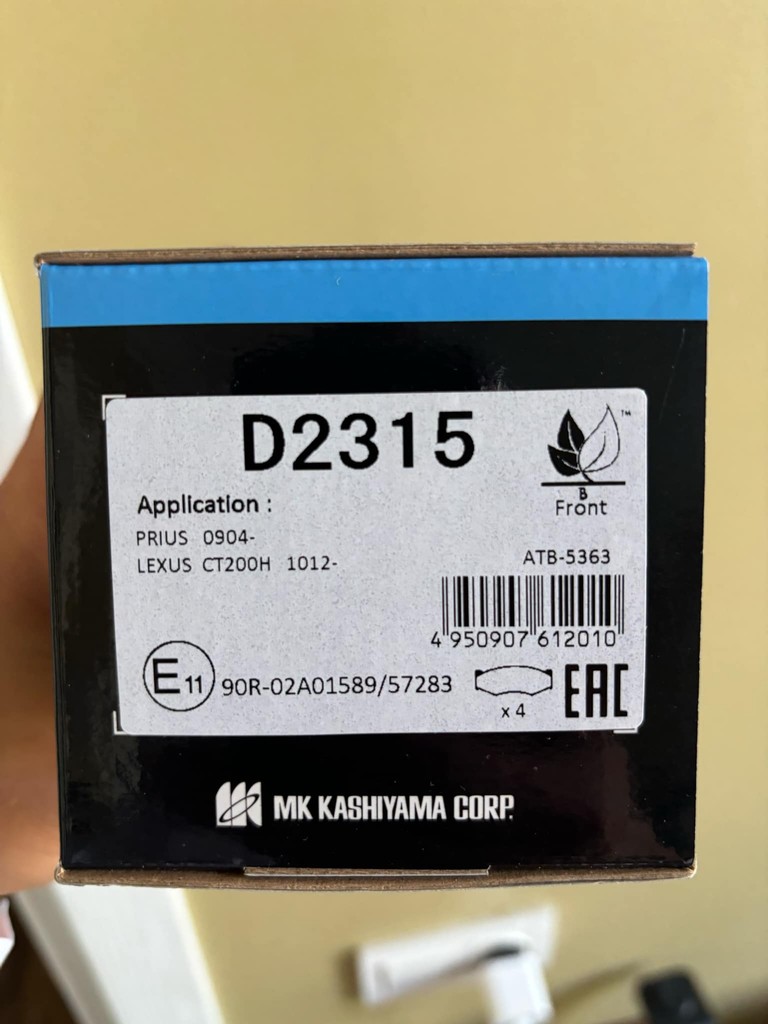 D2315
™
B
Front
Application :
PRIUS 0904-
LEXUS CT200H 1012-
ATB-5363
4 950907 612010
E11 90R-02A01589/57283
x 4
EAC
MK KASHIYAMA CORP.